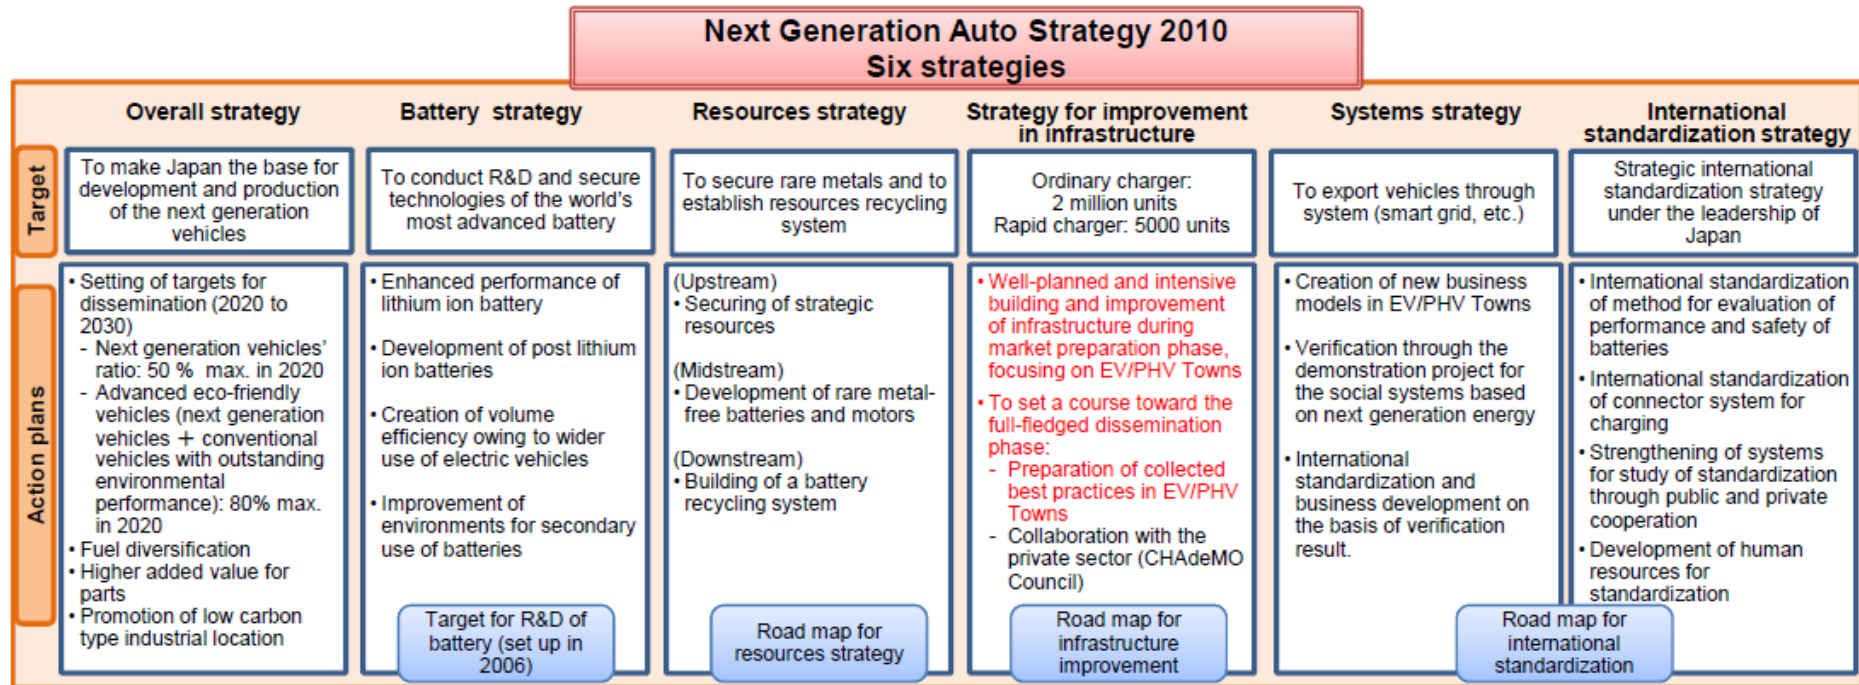 Next Generation Auto Strategy 2010
Six strategies
Overall strategy
Battery strategy
Resources strategy
Strategy for improvement
in infrastructure
Systems strategy
International
standardization strategy
Target
To make Japan the base for
development and production
of the next generation
vehicles
To conduct R&D and secure
technologies of the world's
most advanced battery
To secure rare metals and to
establish resources recycling
system
Ordinary charger:
2 million units
Rapid charger: 5000 units
To export vehicles through
system (smart grid, etc.)
Strategic international
standardization strategy
under the leadership of
Japan
Action plans
• Setting of targets for
dissemination (2020 to
2030)
- Next generation vehicles'
ratio: 50 % max. in 2020
- Advanced eco-friendly
vehicles (next generation
vehicles + conventional
vehicles with outstanding
environmental
performance): 80% max.
in 2020
• Fuel diversification
• Higher added value for
parts
• Promotion of low carbon
type industrial location
• Enhanced performance of
lithium ion battery
• Development of post lithium
ion batteries
• Creation of volume
efficiency owing to wider
use of electric vehicles
• Improvement of
environments for secondary
use of batteries
Target for R&D of
battery (set up in
2006)
(Upstream)
• Securing of strategic
resources
(Midstream)
• Development of rare metal-
free batteries and motors
(Downstream)
• Building of a battery
recycling system
Road map for
resources strategy
• Well-planned and intensive
building and improvement
of infrastructure during
market preparation phase,
focusing on EV/PHV Towns
• To set a course toward the
full-fledged dissemination
phase:
- Preparation of collected
best practices in EV/PHV
Towns
- Collaboration with the
private sector (CHAdeMO
Council)
Road map for
infrastructure
improvement
• Creation of new business
models in EV/PHV Towns
• Verification through the
demonstration project for
the social systems based
on next generation energy
• International
standardization and
business development on
the basis of verification
result.
• International standardization
of method for evaluation of
performance and safety of
batteries
• International standardization
of connector system for
charging
• Strengthening of systems
for study of standardization
through public and private
cooperation
• Development of human
resources for
standardization
Road map for
international
standardization